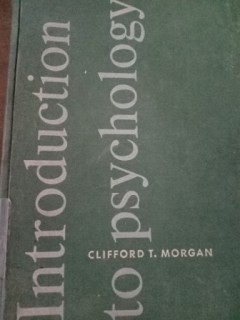 Introduction
to psychology
CLIFFORD T. MORGAN